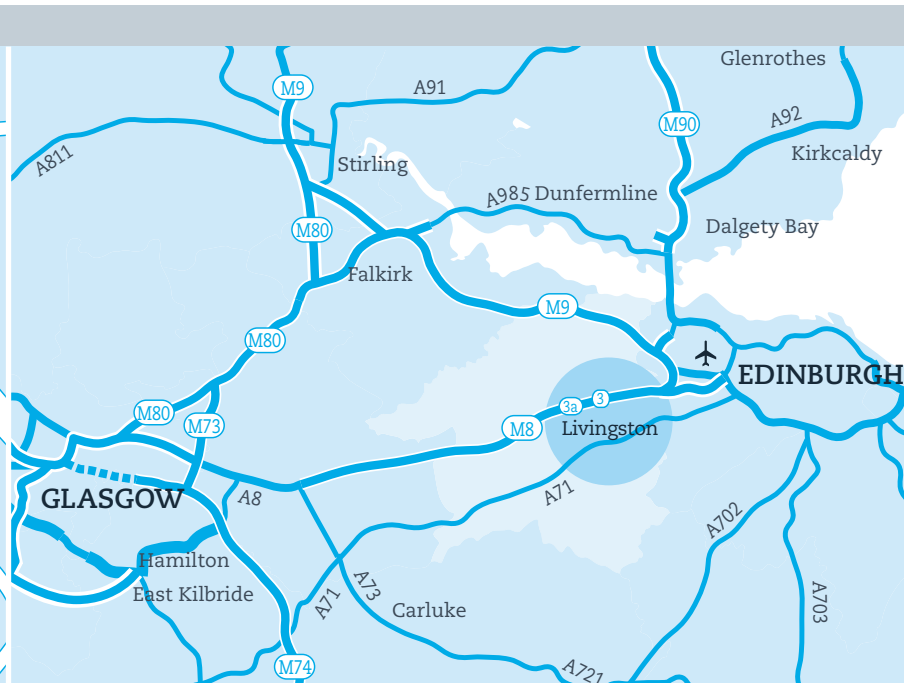 Glenrothes
M9
A91
M90
A92
A811
Kirkcaldy
Stirling
A985 Dunfermline
M80
Dalgety Bay
Falkirk
M9
M80
EDINBURGH
M80
M73
3a
3
M8
Livingston
GLASGOW
A8
A71
A702
Hamilton
East Kilbride
A71
A73
Carluke
A703
M74
A721